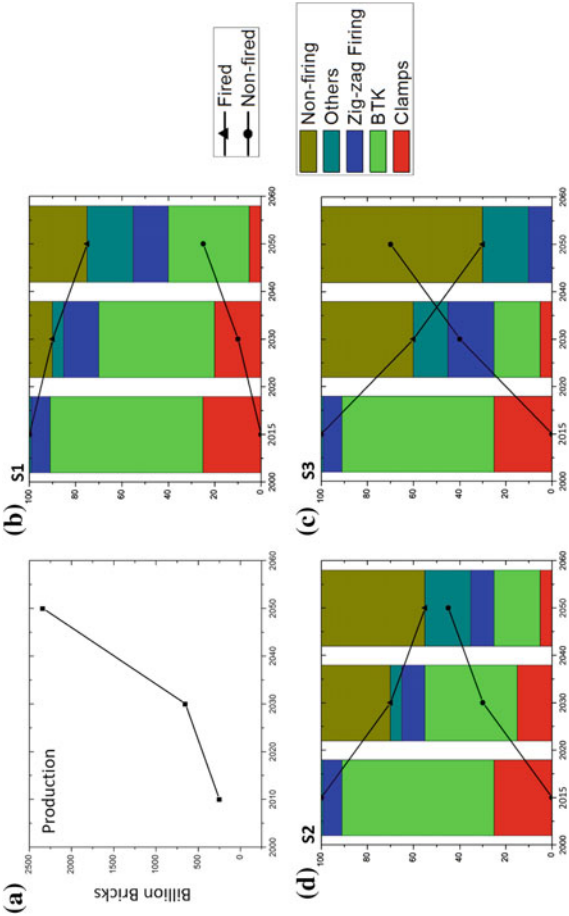 (a)
Production
2500
2000
1500
1000
500
0
Billion Bricks
2000 2010 2020 2030 2040 2050 2060
(b)
S1
100
80
60
40
20
0
2000 2015 2020 2030 2040 2050 2060
Fired
Non-fired
Non-firing
Others
Zig-zag Firing
BTK
Clamps
(d)
S2
100
80
60
40
20
0
2000 2015 2020 2030 2040 2050 2060
(c)
S3
100
80
60
40
20
0
2000 2015 2020 2030 2040 2050 2060